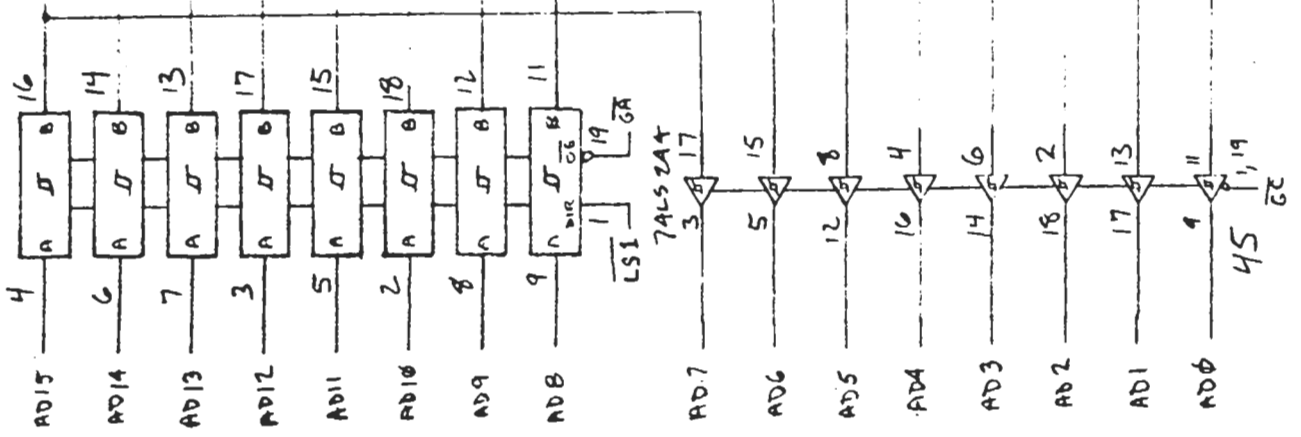 16
14
13
17
15
18
12
11
B
B
B
B
B
B
B
B
A
A
A
A
A
A
A
A
4
6
7
3
5
2
8
9
AD15
AD14
AD13
AD12
AD11
AD10
AD9
AD8
19
GA
DIR
1
LS1
74LS244
17
15
8
4
6
2
13
11
3
5
12
16
14
18
17
9
1, 19
GC
45
AD7
AD6
AD5
AD4
AD3
AD2
AD1
AD0